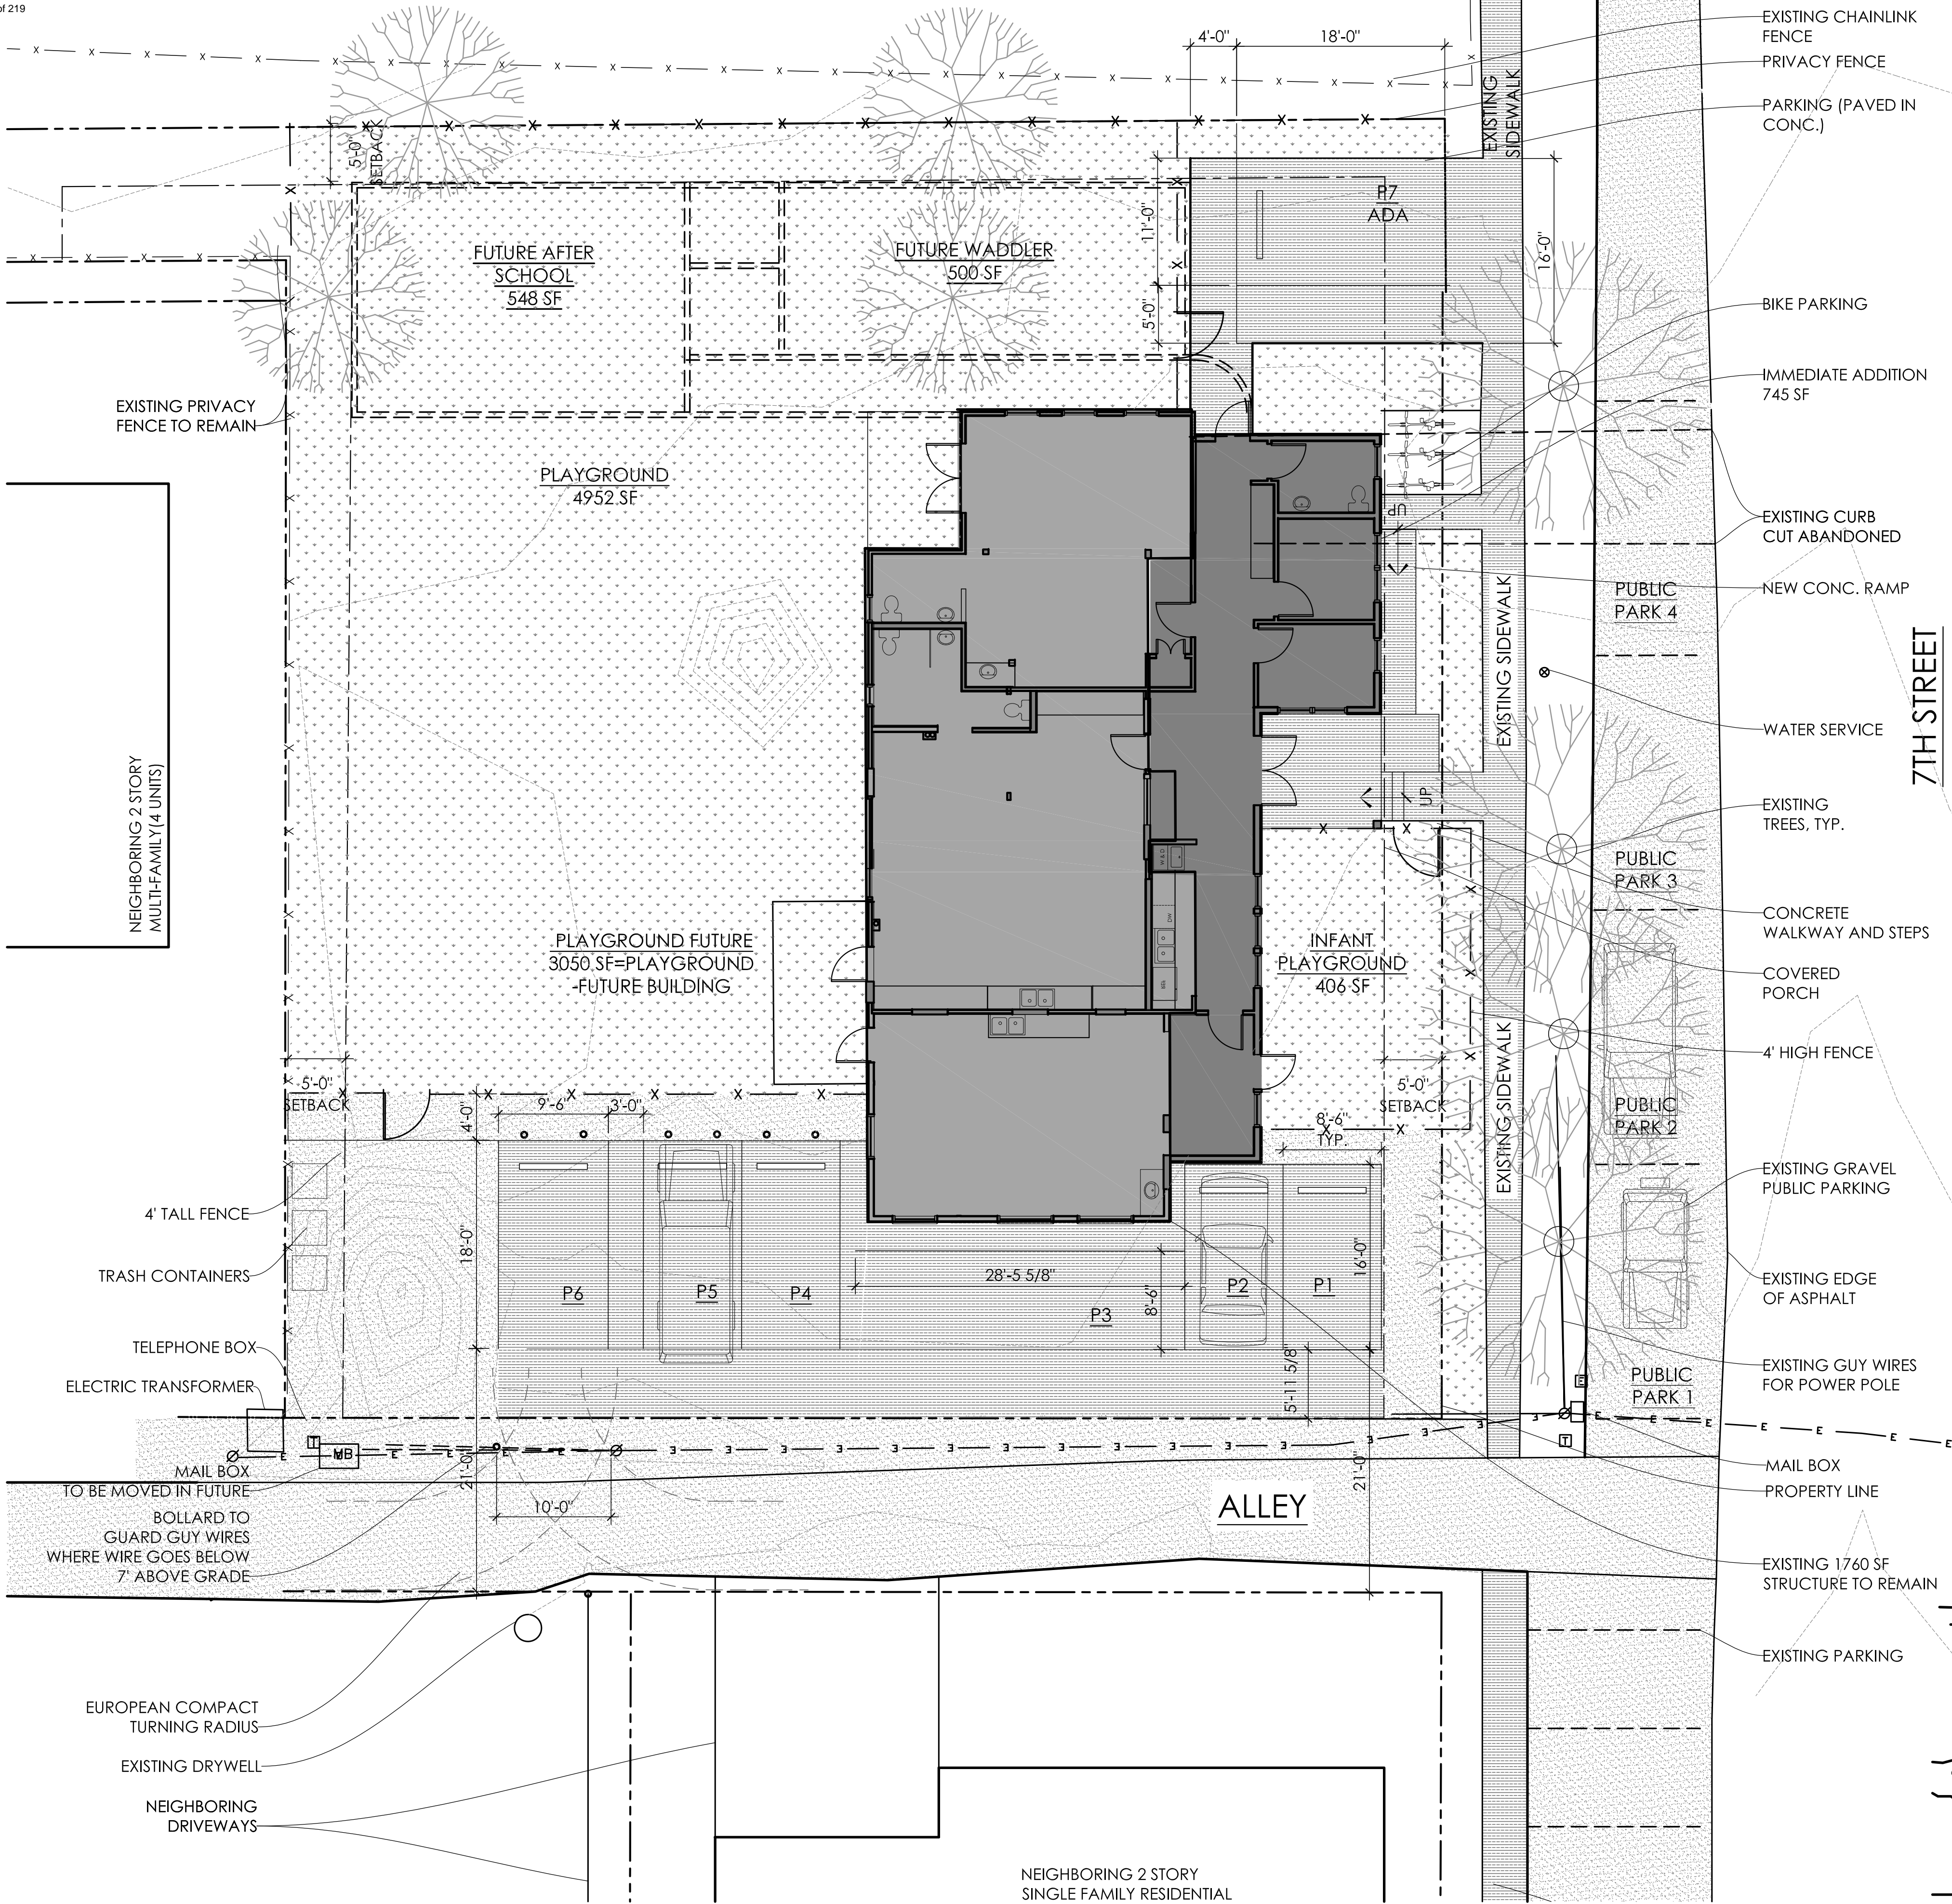 of 219
4'-0"
18'-0"
EXISTING CHAINLINK
FENCE
PRIVACY FENCE
PARKING (PAVED IN
CONC.)
EXISTING
SIDEWALK
5'-0"
SETBACK
P7
ADA
11'-0"
16'-0"
5'-0"
FUTURE AFTER
SCHOOL
548 SF
FUTURE WADDLER
500 SF
BIKE PARKING
IMMEDIATE ADDITION
745 SF
EXISTING PRIVACY
FENCE TO REMAIN
PLAYGROUND
4952 SF
UP
EXISTING CURB
CUT ABANDONED
NEW CONC. RAMP
PUBLIC
PARK 4
EXISTING SIDEWALK
7TH STREET
WATER SERVICE
NEIGHBORING 2 STORY
MULTI-FAMILY(4 UNITS)
UP
EXISTING
TREES, TYP.
W & D
PUBLIC
PARK 3
DW
CONCRETE
WALKWAY AND STEPS
PLAYGROUND FUTURE
3050 SF=PLAYGROUND
-FUTURE BUILDING
INFANT
PLAYGROUND
406 SF
COVERED
PORCH
4' HIGH FENCE
EXISTING SIDEWALK
5'-0"
SETBACK
4'-0"
9'-6"
3'-0"
5'-0"
SETBACK
8'-6"
TYP.
PUBLIC
PARK 2
EXISTING GRAVEL
PUBLIC PARKING
4' TALL FENCE
18'-0"
16'-0"
TRASH CONTAINERS
28'-5 5/8"
P6
P5
P4
P3
8'-6"
P2
P1
EXISTING EDGE
OF ASPHALT
TELEPHONE BOX
ELECTRIC TRANSFORMER
5'-11 5/8"
PUBLIC
PARK 1
EXISTING GUY WIRES
FOR POWER POLE
E
T
MB
T
E E E E E E E
MAIL BOX
TO BE MOVED IN FUTURE
21'-0"
10'-0"
21'-0"
ALLEY
MAIL BOX
PROPERTY LINE
BOLLARD TO
GUARD GUY WIRES
WHERE WIRE GOES BELOW
7' ABOVE GRADE
EXISTING 1760 SF
STRUCTURE TO REMAIN
EXISTING PARKING
EUROPEAN COMPACT
TURNING RADIUS
EXISTING DRYWELL
NEIGHBORING
DRIVEWAYS
NEIGHBORING 2 STORY
SINGLE FAMILY RESIDENTIAL